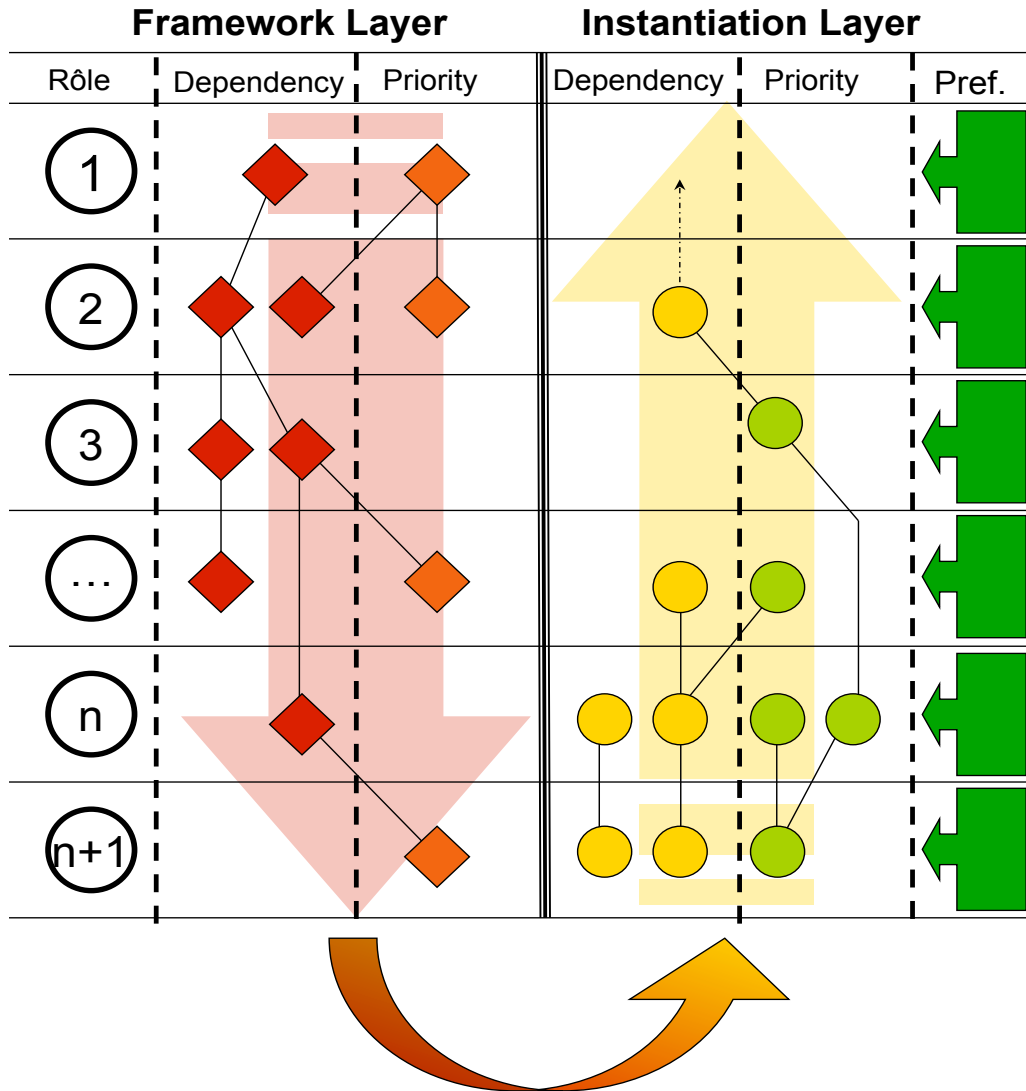 Framework Layer Instantiation Layer
Rôle Dependency Priority Dependency Priority Pref.
1
2
3
...
n
n+1